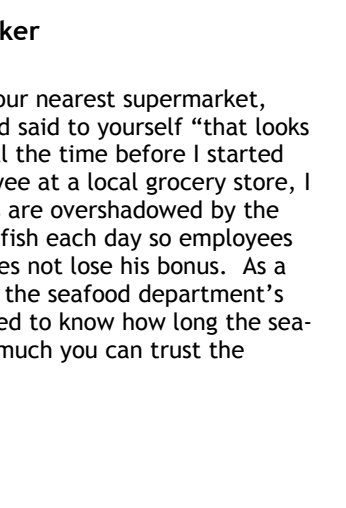 ker
our nearest supermarket,
d said to yourself “that looks
l the time before I started
yee at a local grocery store, I
s are overshadowed by the
fish each day so employees
es not lose his bonus.  As a
the seafood department’s
ed to know how long the sea-
much you can trust the